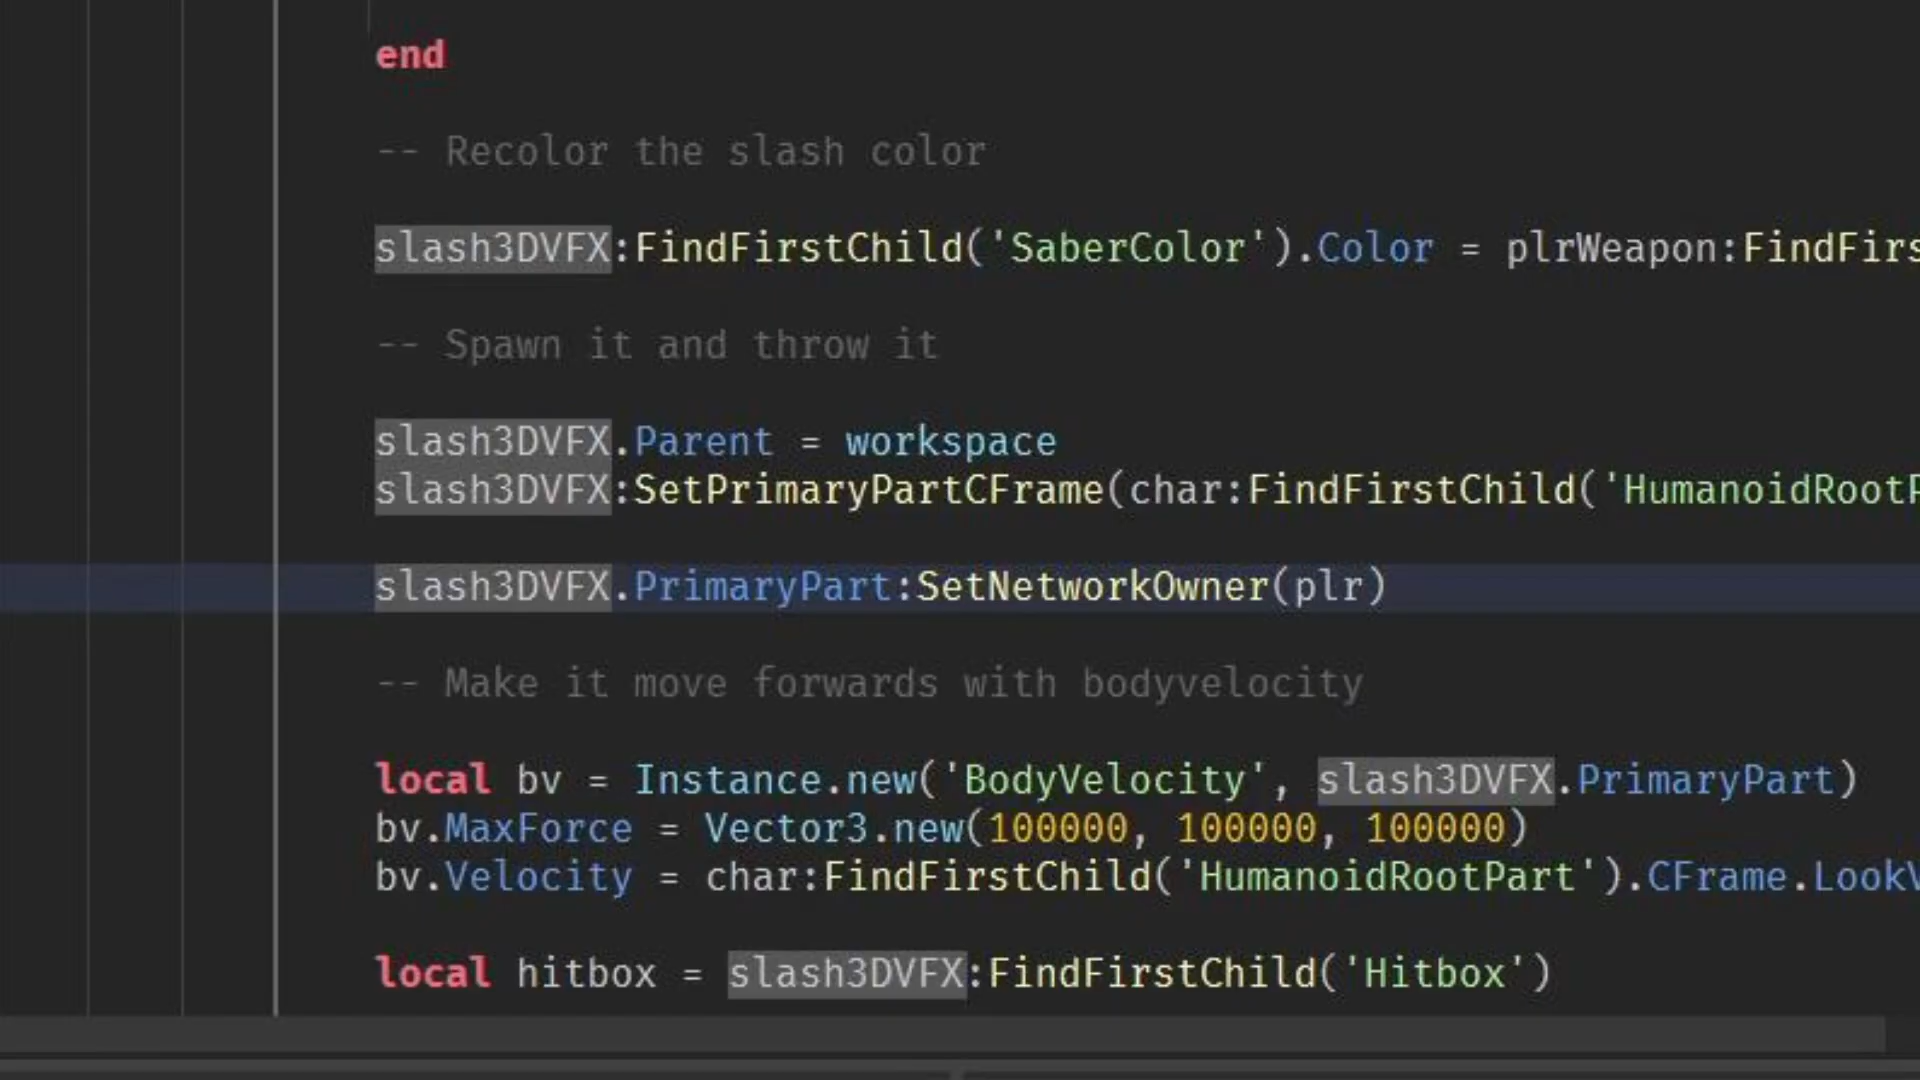 end
-- Recolor the slash color
slash3DVFX:FindFirstChild('SaberColor').Color = plrWeapon:FindFirs
-- Spawn it and throw it
slash3DVFX.Parent = workspace
slash3DVFX:SetPrimaryPartCFrame(char:FindFirstChild('HumanoidRootP
slash3DVFX.PrimaryPart:SetNetworkOwner(plr)
-- Make it move forwards with bodyvelocity
local bv = Instance.new('BodyVelocity', slash3DVFX.PrimaryPart)
bv.MaxForce = Vector3.new(100000, 100000, 100000)
bv.Velocity = char:FindFirstChild('HumanoidRootPart').CFrame.LookV
local hitbox = slash3DVFX:FindFirstChild('Hitbox')